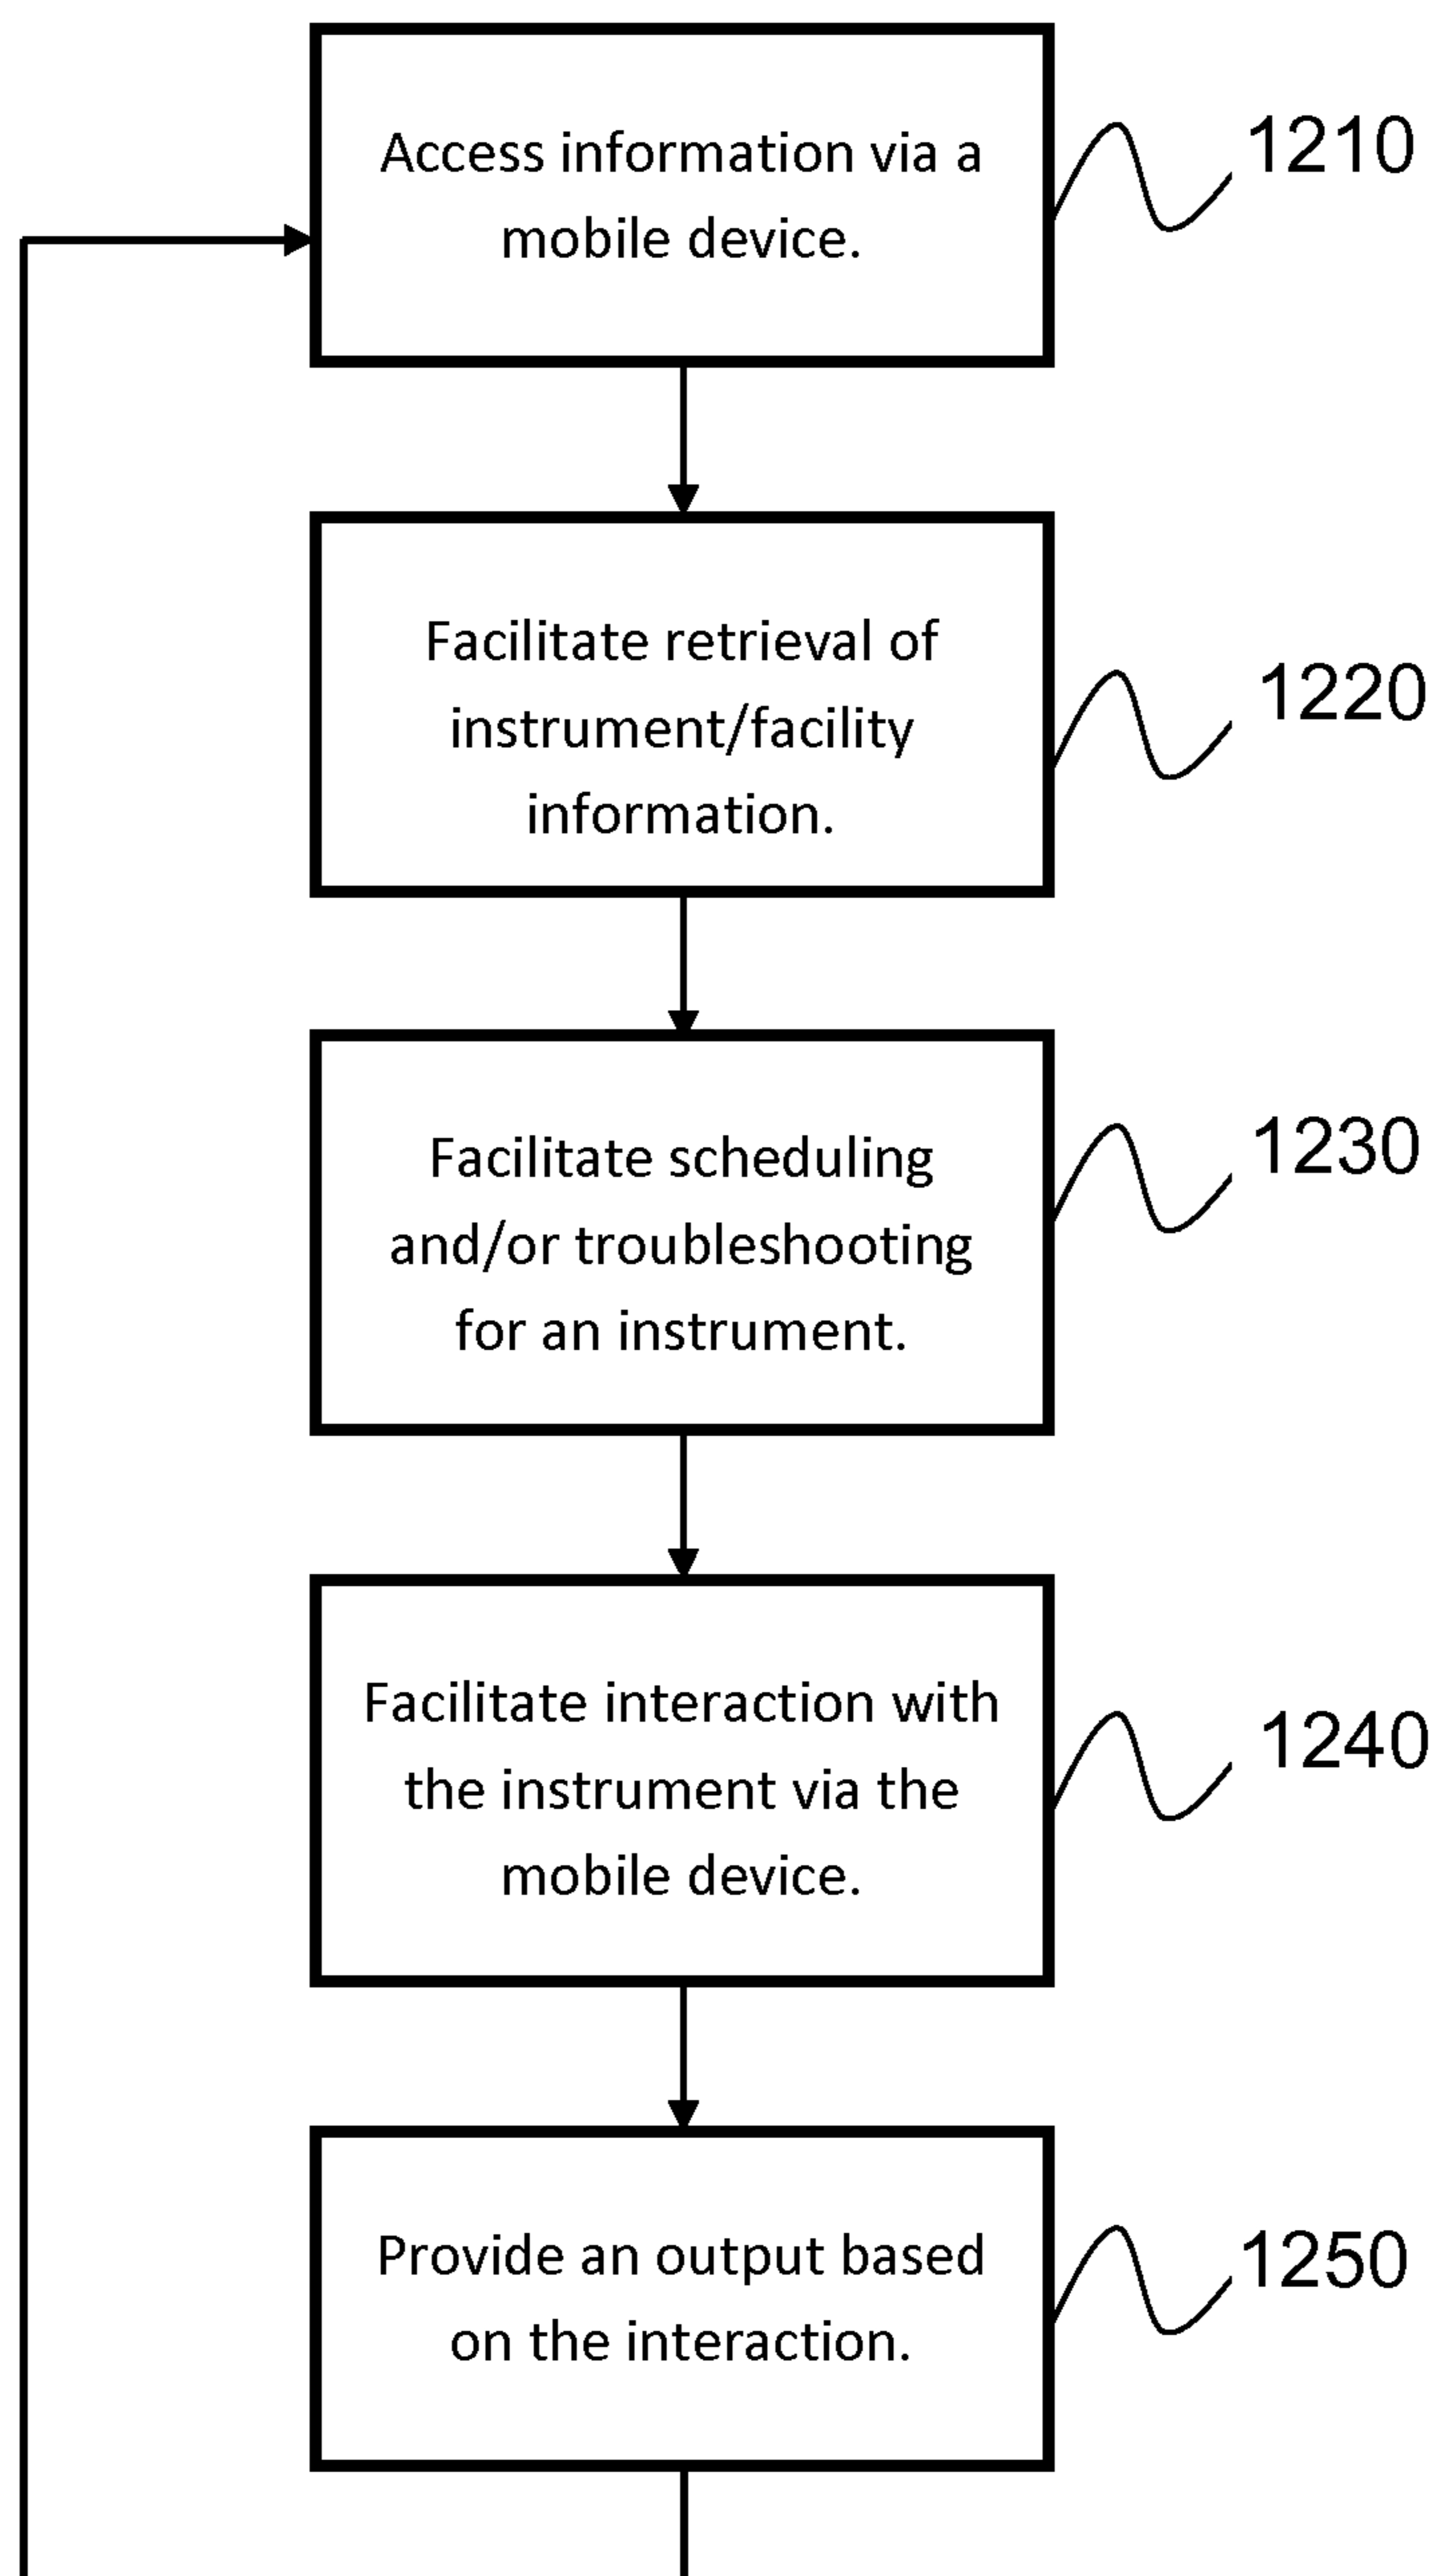 Access information via a
mobile device.
1210
Facilitate retrieval of
instrument/facility
information.
1220
Facilitate scheduling
and/or troubleshooting
for an instrument.
1230
Facilitate interaction with
the instrument via the
mobile device.
1240
Provide an output based
on the interaction.
1250